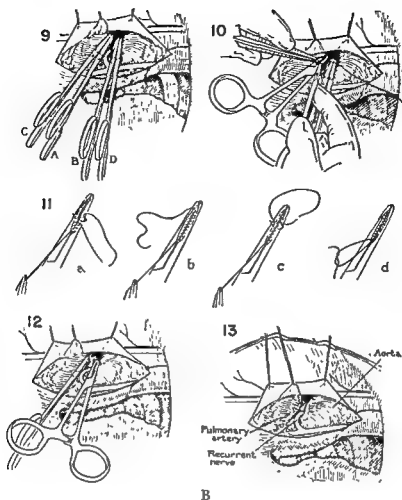 9
10
C
A
B
D
11
a
b
c
d
12
13
Aorta
Pulmonary
artery
Recurrent
nerve
B